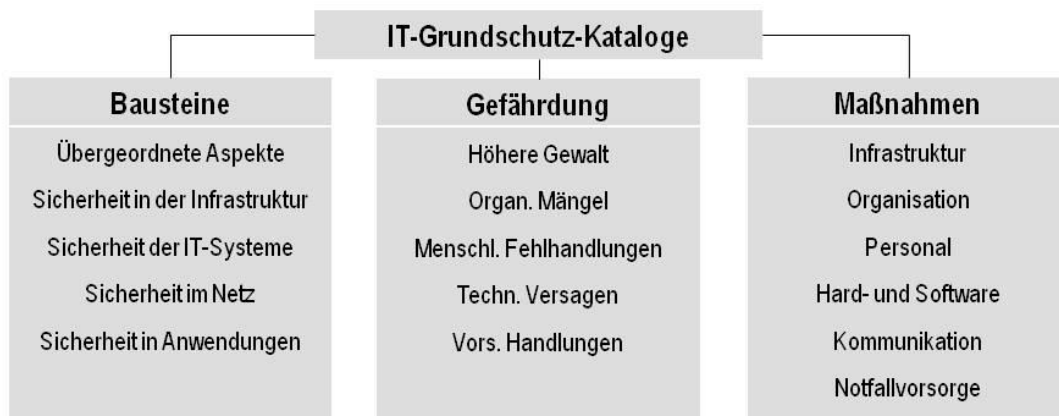 IT-Grundschutz-Kataloge
Bausteine
Übergeordnete Aspekte
Sicherheit in der Infrastruktur
Sicherheit der IT-Systeme
Sicherheit im Netz
Sicherheit in Anwendungen
Gefährdung
Höhere Gewalt
Organ. Mängel
Menschl. Fehlhandlungen
Techn. Versagen
Vors. Handlungen
Maßnahmen
Infrastruktur
Organisation
Personal
Hard- und Software
Kommunikation
Notfallvorsorge